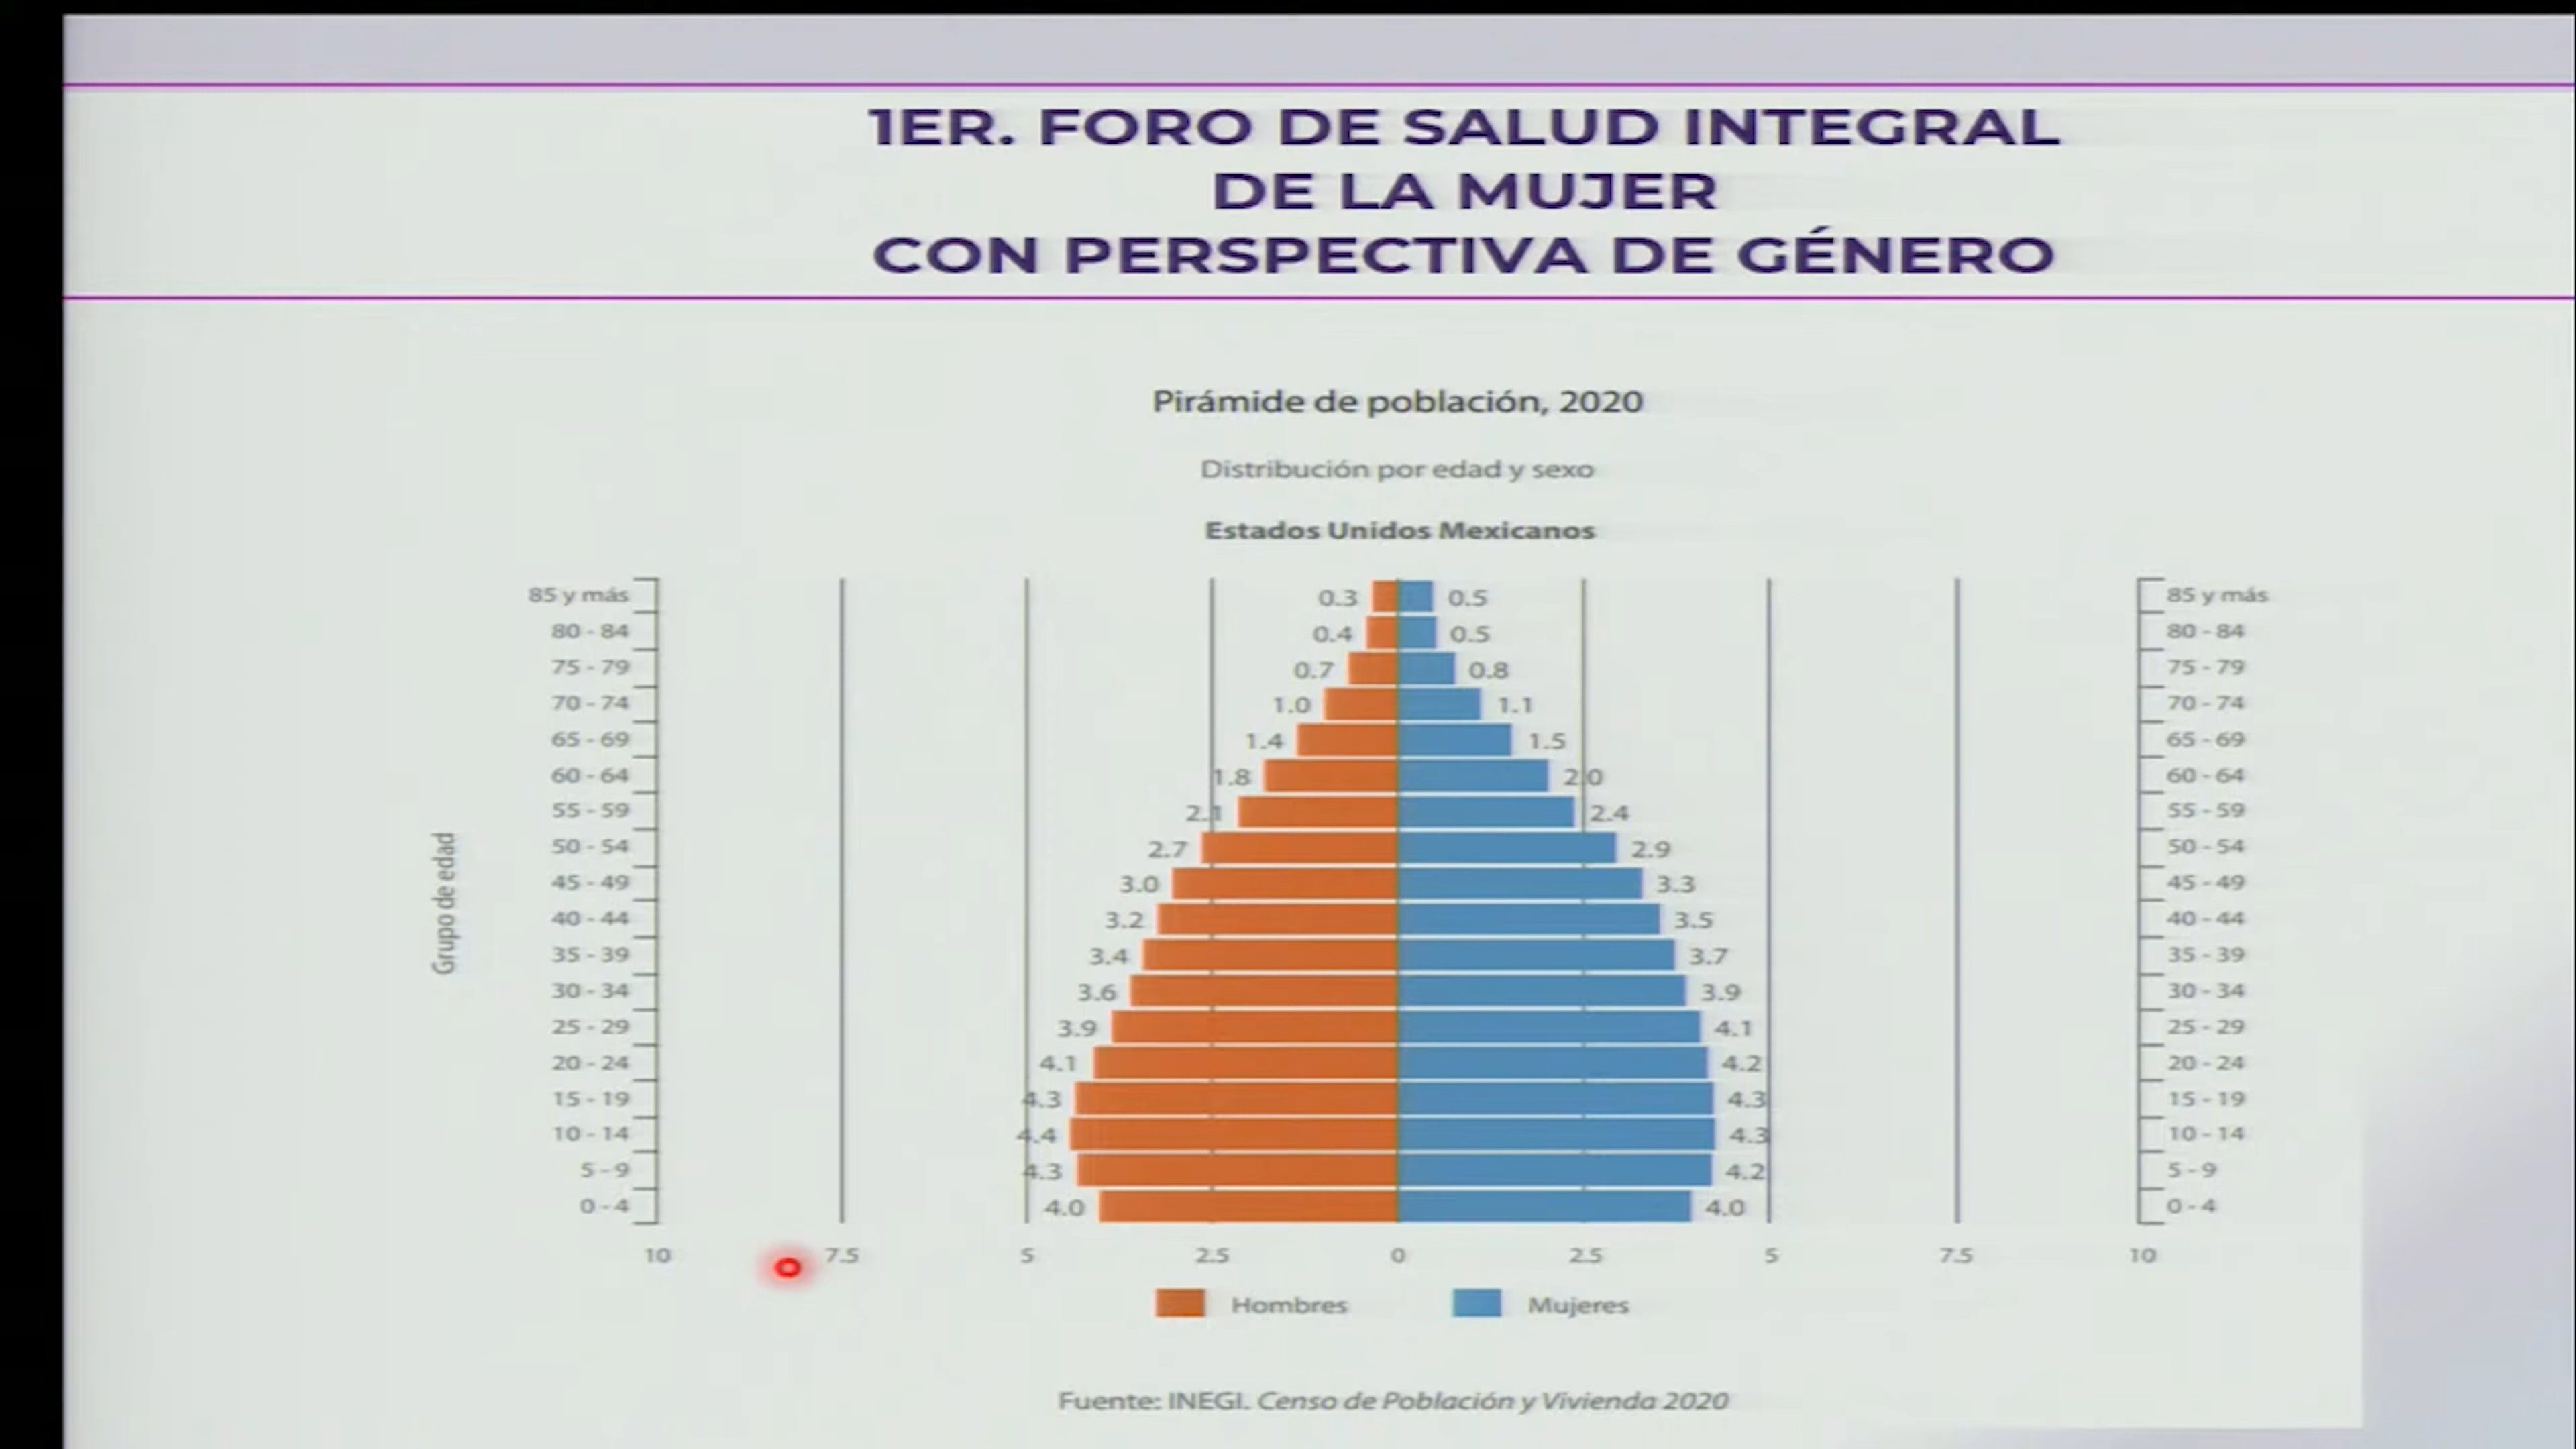 1ER. FORO DE SALUD INTEGRAL
DE LA MUJER
CON PERSPECTIVA DE GÉNERO
Pirámide de población, 2020
Distribución por edad y sexo
Estados Unidos Mexicanos
Grupo de edad
85 y más 0.3 0.5 85 y más
80 - 84 0.4 0.5 80 - 84
75 - 79 0.7 0.8 75 - 79
70 - 74 1.0 1.1 70 - 74
65 - 69 1.4 1.5 65 - 69
60 - 64 1.8 2.0 60 - 64
55 - 59 2.1 2.4 55 - 59
50 - 54 2.7 2.9 50 - 54
45 - 49 3.0 3.3 45 - 49
40 - 44 3.2 3.5 40 - 44
35 - 39 3.4 3.7 35 - 39
30 - 34 3.6 3.9 30 - 34
25 - 29 3.9 4.1 25 - 29
20 - 24 4.1 4.2 20 - 24
15 - 19 4.3 4.3 15 - 19
10 - 14 4.4 4.3 10 - 14
5 - 9 4.3 4.2 5 - 9
0 - 4 4.0 4.0 0 - 4
10 7.5 5 2.5 0 2.5 5 7.5 10
Hombres Mujeres
Fuente: INEGI. Censo de Población y Vivienda 2020